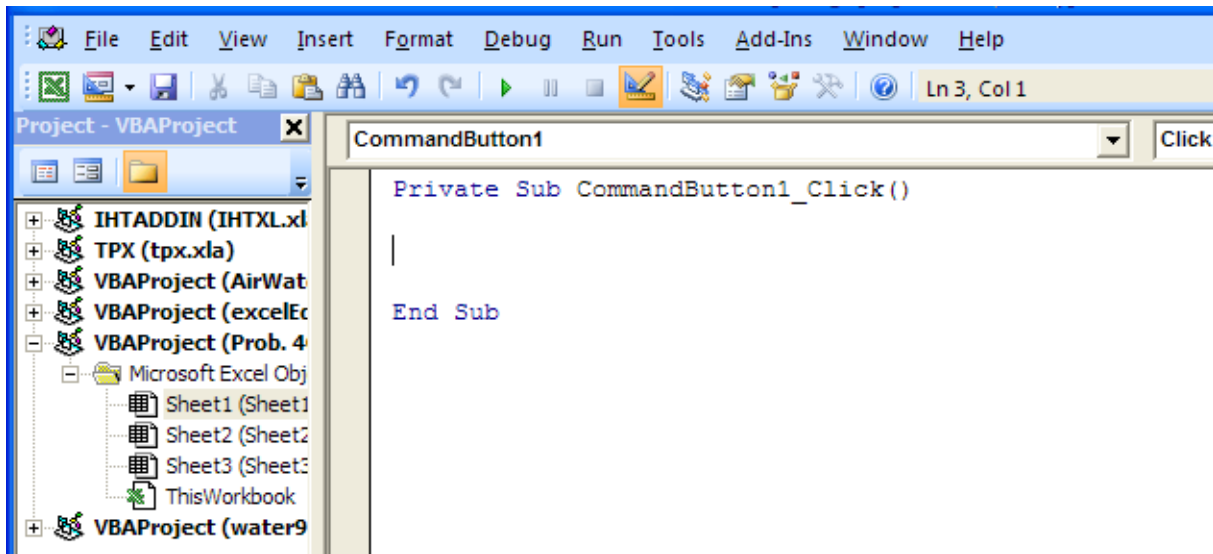 File Edit View Insert Format Debug Run Tools Add-Ins Window Help
Ln 3, Col 1
Project - VBAProject
CommandButton1
Click
Private Sub CommandButton1_Click()
End Sub
IHTADDIN (IHTXL.xl
TPX (tpx.xla)
VBAProject (AirWat
VBAProject (excelEc
VBAProject (Prob. 4
Microsoft Excel Obj
Sheet1 (Sheet1
Sheet2 (Sheet2
Sheet3 (Sheet3
ThisWorkbook
VBAProject (water9